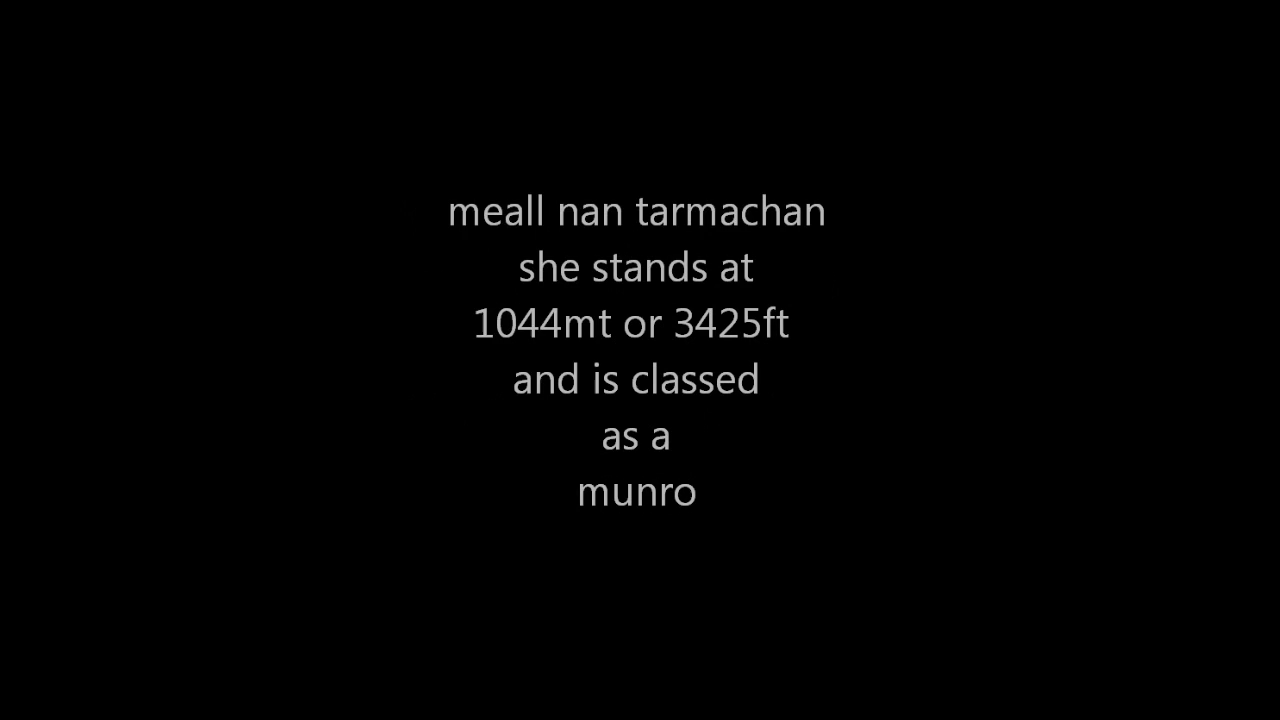 meall nan tarmachan
she stands at
1044mt or 3425ft
and is classed
as a
munro